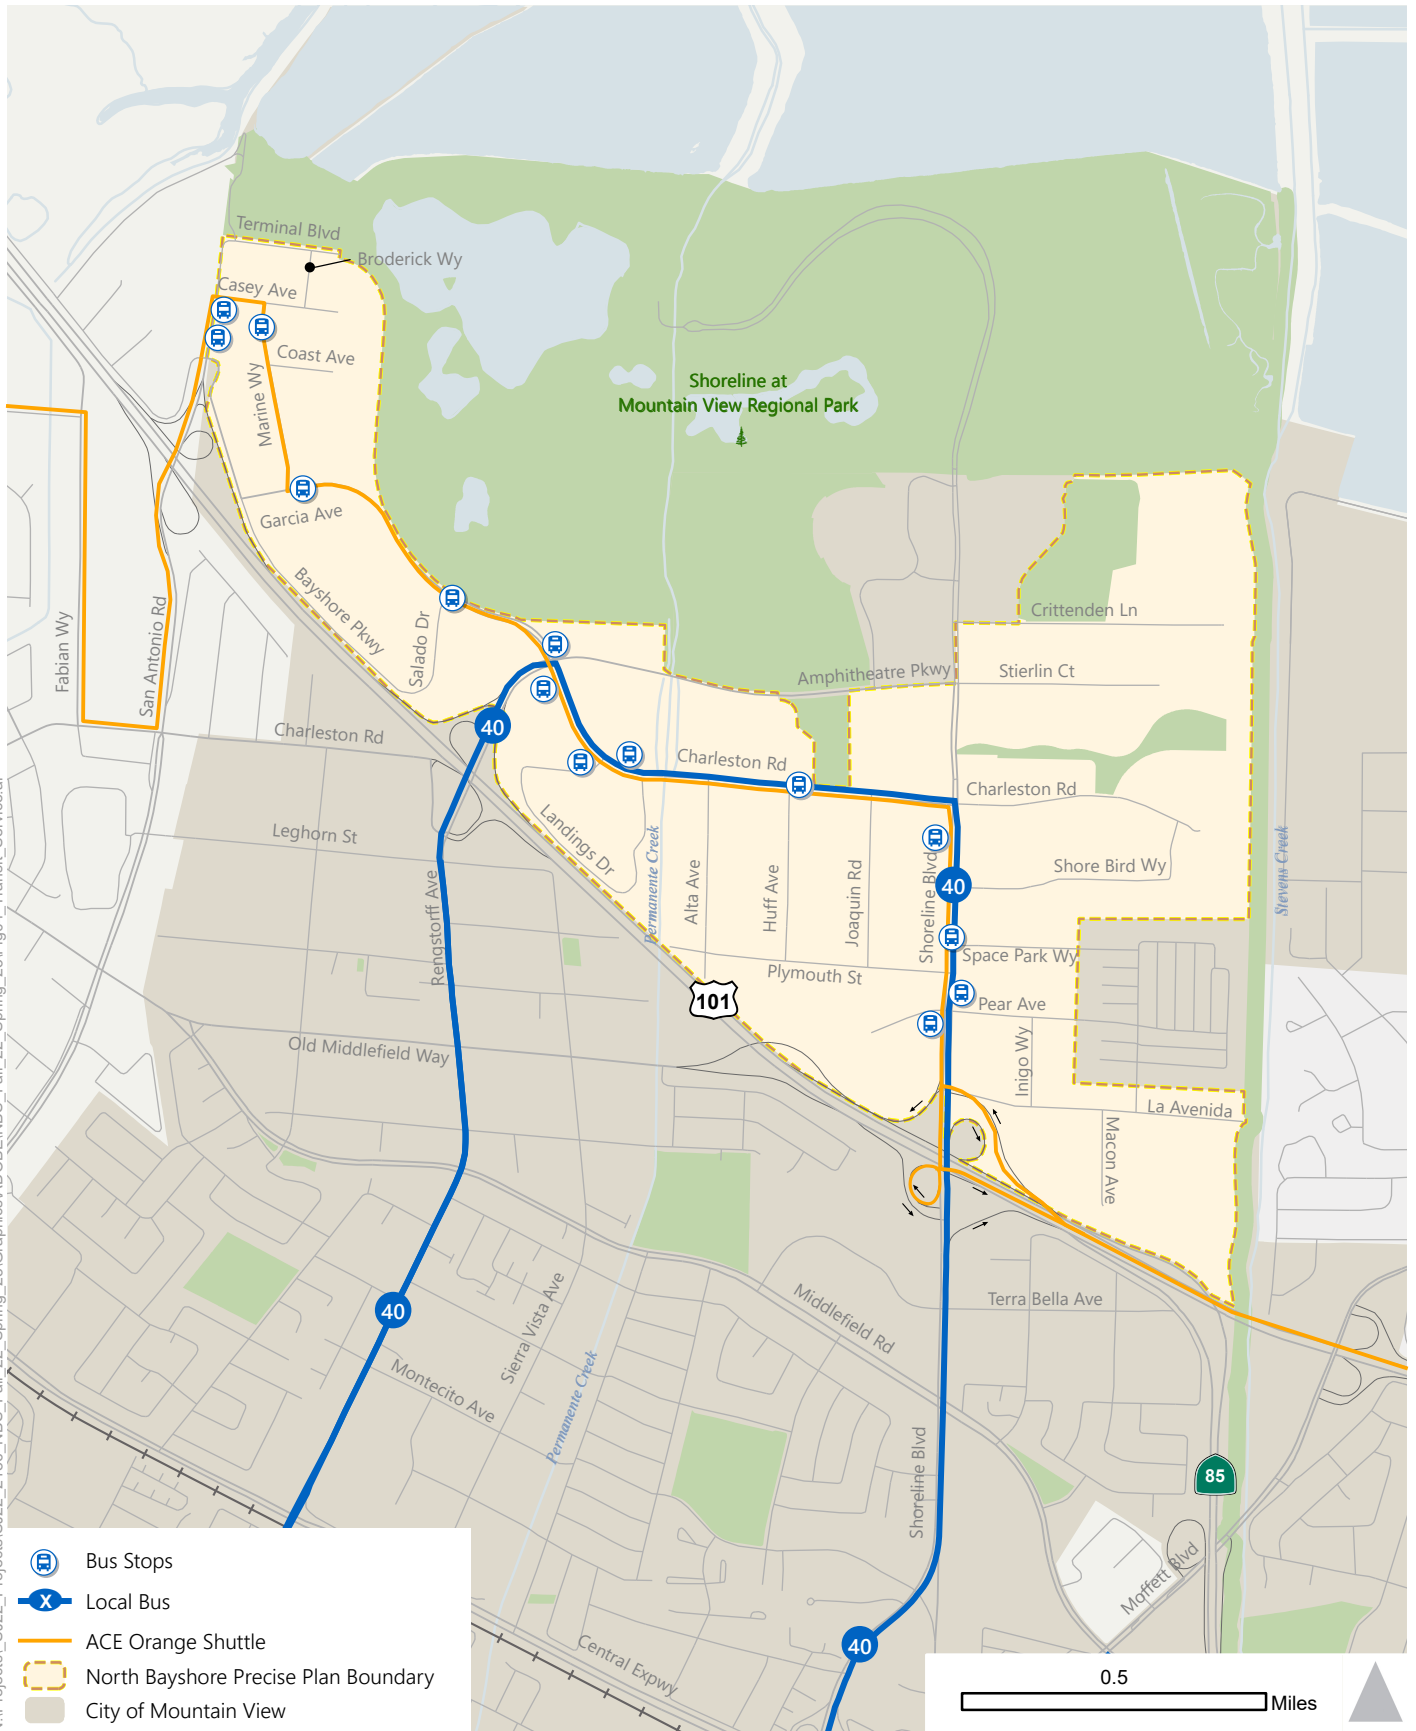 Terminal Blvd
Broderick Wy
Casey Ave
Coast Ave
Marine Wy
Shoreline at
Mountain View Regional Park
Garcia Ave
Bayshore Pkwy
Salado Dr
Fabian Wy
San Antonio Rd
Crittenden Ln
Stierlin Ct
Amphitheatre Pkwy
40
Charleston Rd
Charleston Rd
Charleston Rd
Landings Dr
Leghorn St
Permanente Creek
Alta Ave
Huff Ave
Joaquin Rd
Shoreline Blvd
40
Shore Bird Wy
Stevens Creek
Rengstorff Ave
Space Park Wy
Plymouth St
101
Pear Ave
Inigo Wy
Old Middlefield Way
La Avenida
Macon Ave
Terra Bella Ave
Middlefield Rd
40
Sierra Vista Ave
Montecito Ave
Permanente Creek
Shoreline Blvd
85
Moffett Blvd
Central Expwy
40
Bus Stops
X
Local Bus
ACE Orange Shuttle
North Bayshore Precise Plan Boundary
City of Mountain View
0.5
Miles